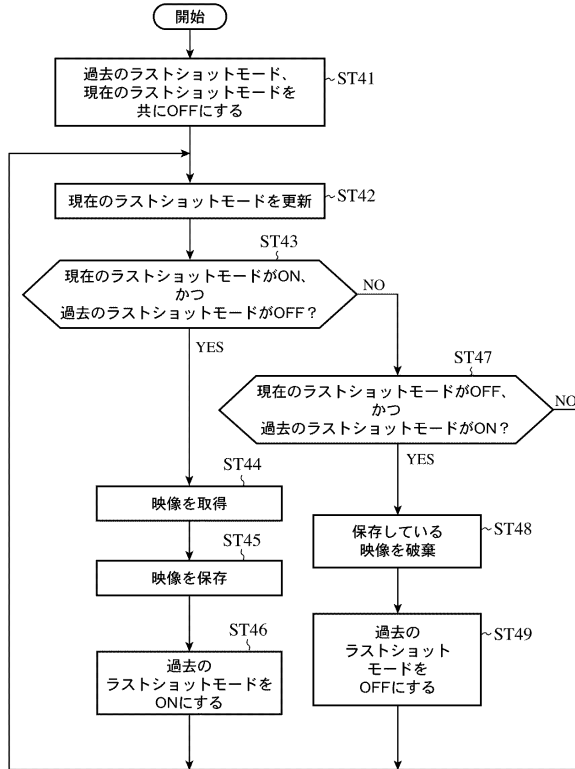 開始
過去のラストショットモード、
現在のラストショットモードを
共にOFFにする
ST41
現在のラストショットモードを更新
ST42
ST43
現在のラストショットモードがON、
かつ
過去のラストショットモードがOFF？
NO
YES
ST47
現在のラストショットモードがOFF、
かつ
過去のラストショットモードがON？
NO
YES
ST44
映像を取得
ST45
映像を保存
ST46
過去の
ラストショットモードを
ONにする
保存している
映像を破棄
ST48
過去の
ラストショット
モードを
OFFにする
ST49